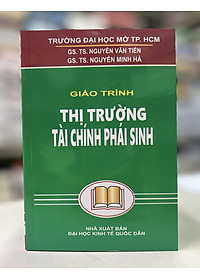 TRƯỜNG ĐẠI HỌC MỞ TP. HCM
GS. TS. NGUYỄN VĂN TIẾN
GS. TS. NGUYỄN MINH HÀ
GIÁO TRÌNH
THỊ TRƯỜNG
TÀI CHÍNH PHÁI SINH
NHÀ XUẤT BẢN
ĐẠI HỌC KINH TẾ QUỐC DÂN